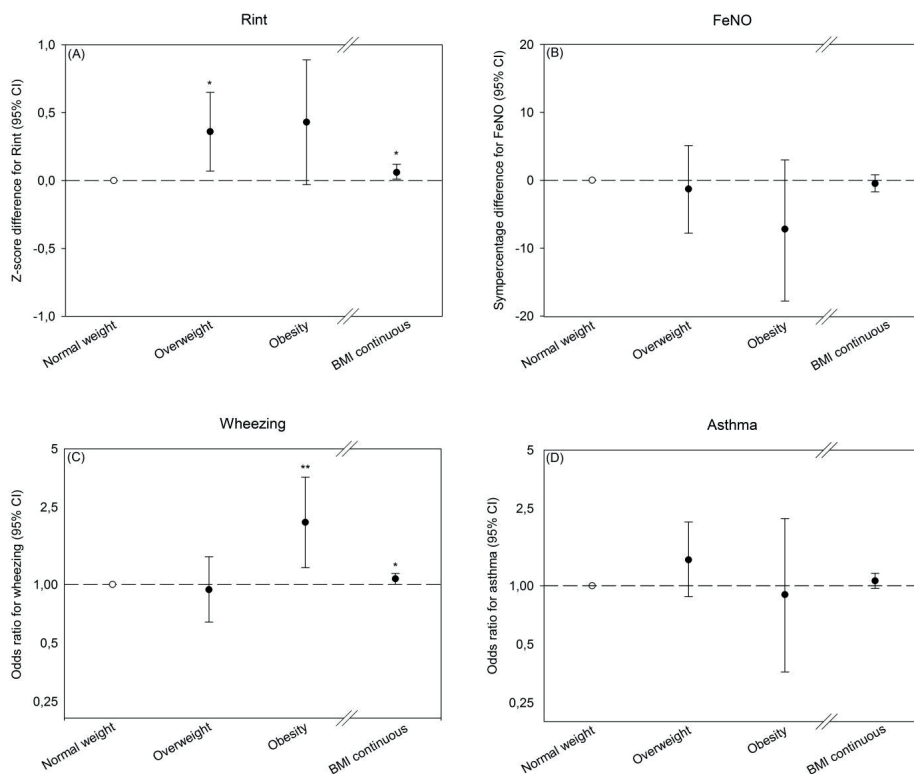 Rint
(A)
Z-score difference for Rint (95% CI)
1,0
0,5
0,0
-0,5
-1,0
*
*
Normal weight
Overweight
Obesity
BMI continuous
FeNO
(B)
Sympercentage difference for FeNO (95% CI)
20
10
0
-10
-20
Normal weight
Overweight
Obesity
BMI continuous
Wheezing
(C)
Odds ratio for wheezing (95% CI)
5
2,5
1,00
0,5
0,25
**
*
Normal weight
Overweight
Obesity
BMI continuous
Asthma
(D)
Odds ratio for asthma (95% CI)
5
2,5
1,00
0,5
0,25
Normal weight
Overweight
Obesity
BMI continuous